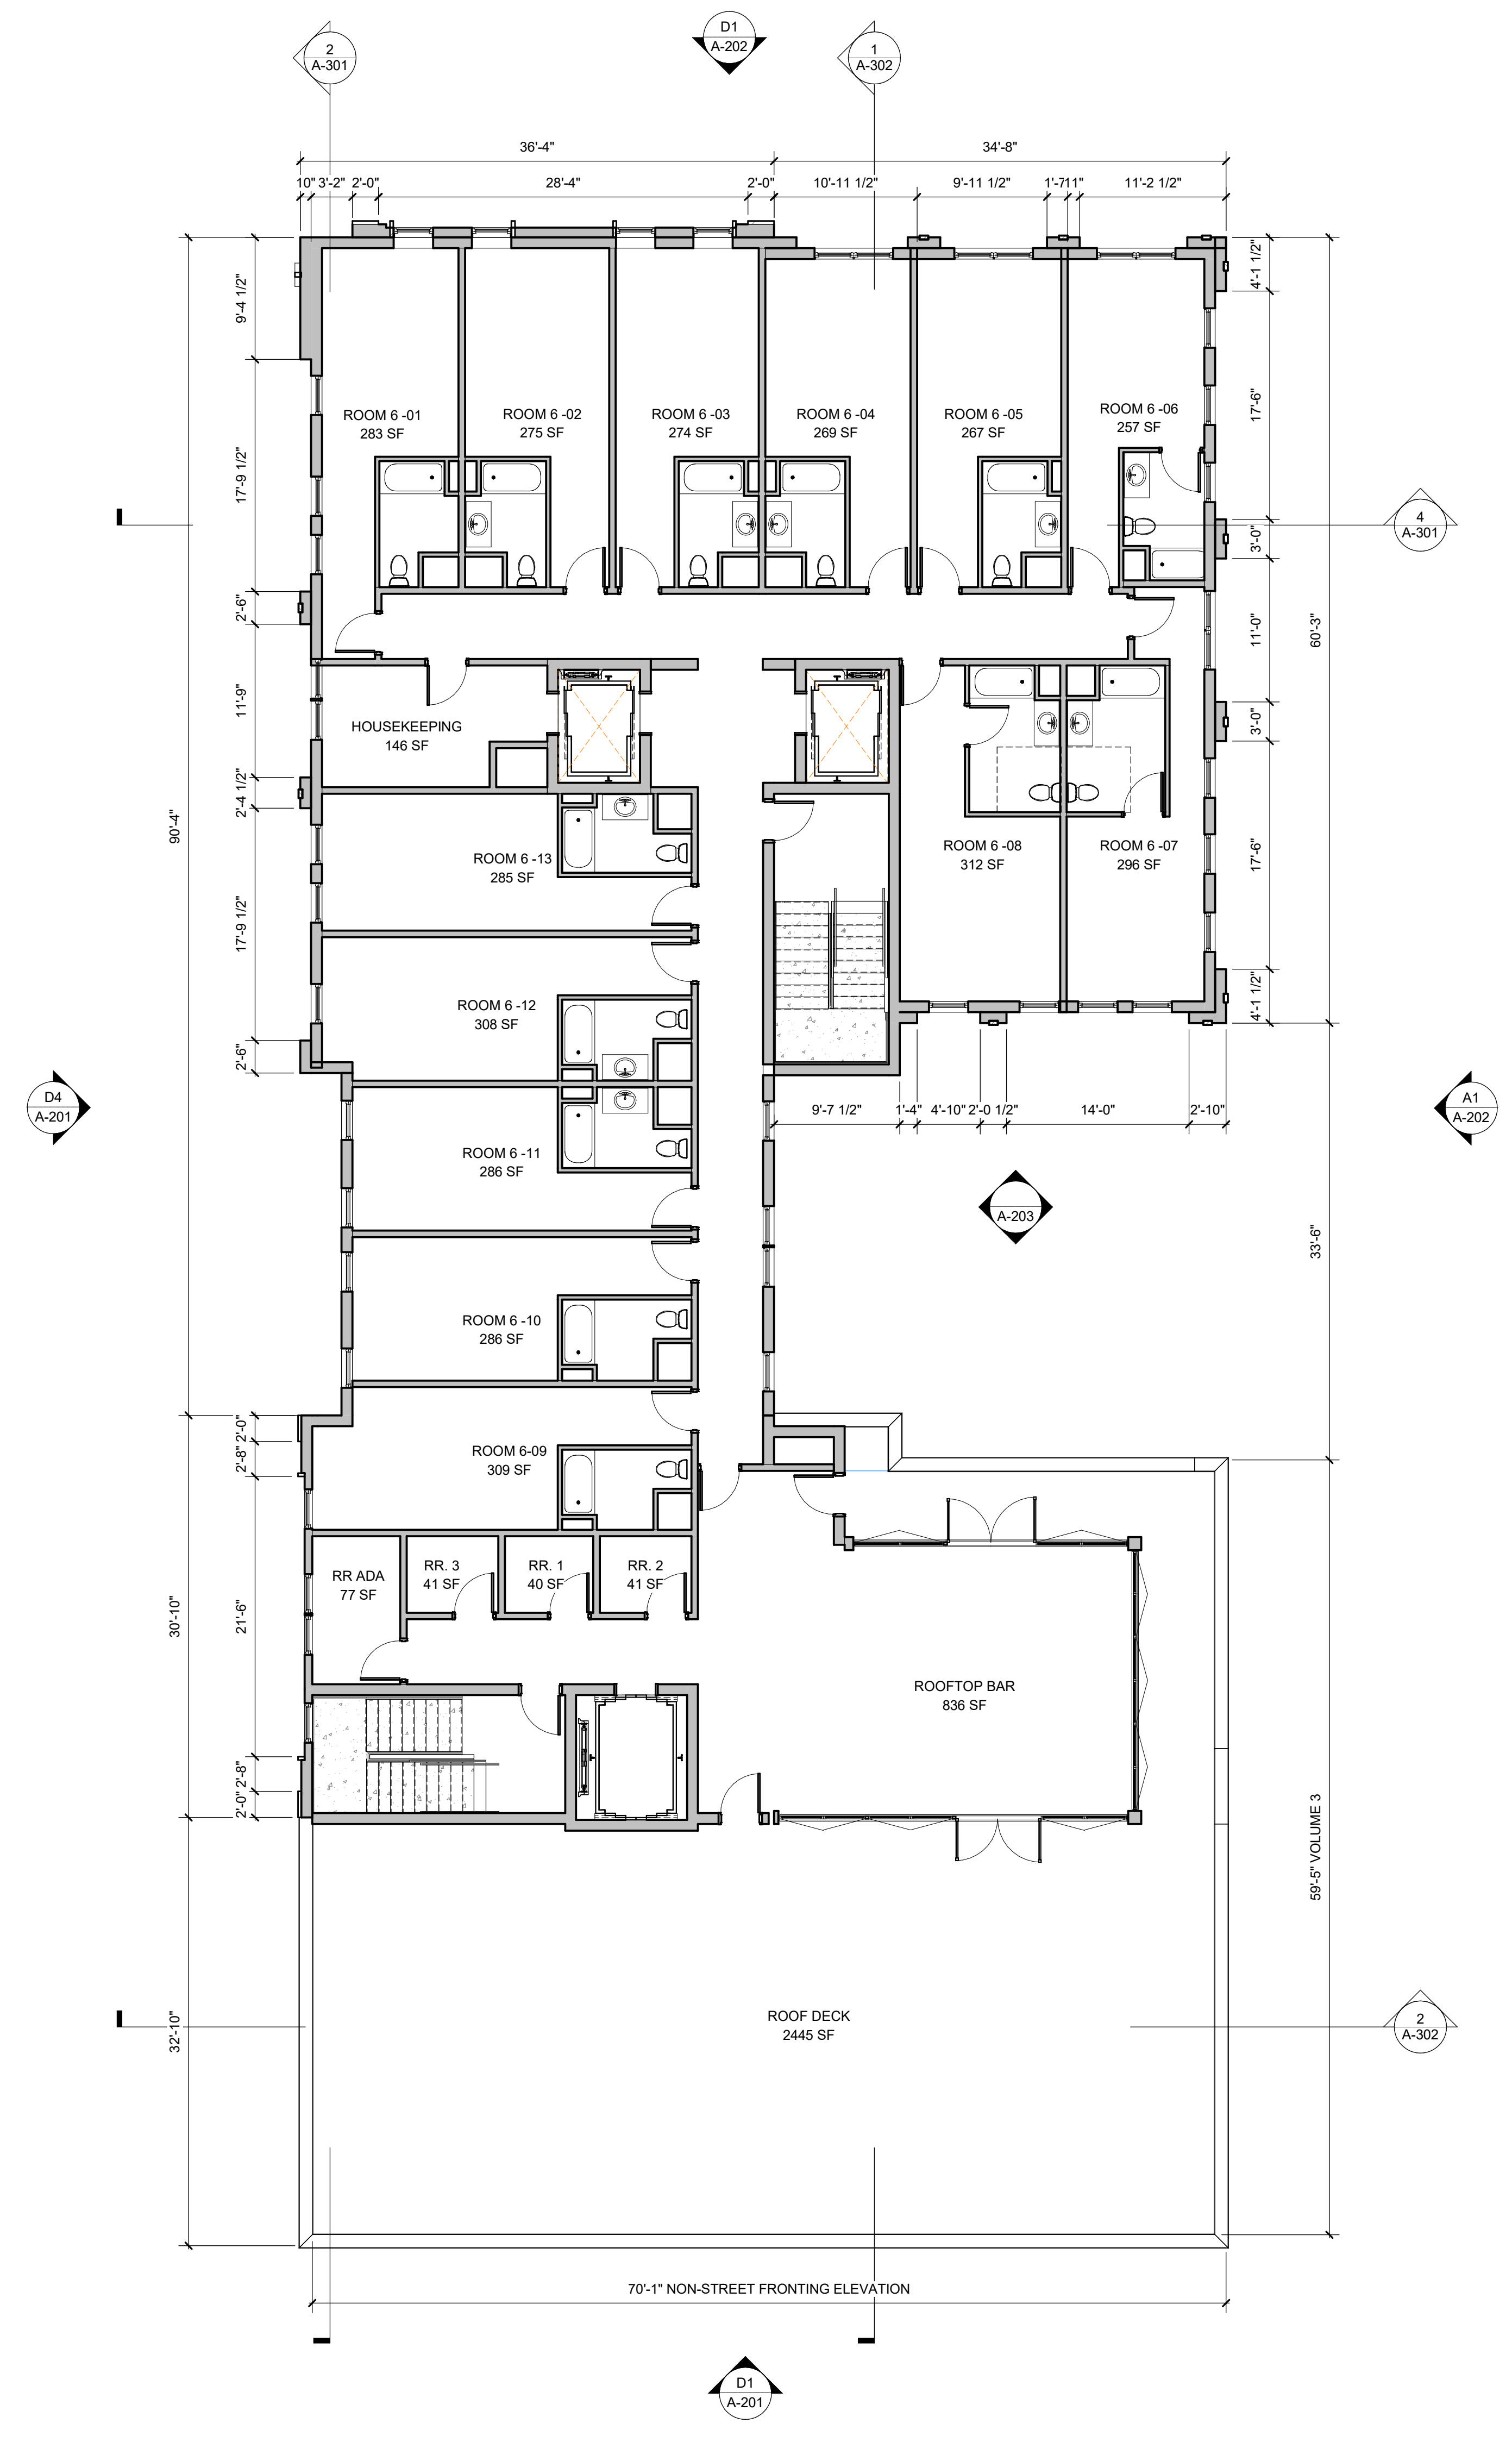 D1
A-202
2
A-301
1
A-302
36'-4"
34'-8"
10" 3'-2" 2'-0" 28'-4" 2'-0" 10'-11 1/2" 9'-11 1/2" 1'-7 11" 11'-2 1/2"
9'-4 1/2"
17'-9 1/2"
2'-6"
11'-9"
2'-4 1/2"
17'-9 1/2"
2'-6"
90'-4"
4'-1 1/2"
17'-6"
3'-0"
11'-0"
3'-0"
17'-6"
4'-1 1/2"
60'-3"
ROOM 6 -01
283 SF
ROOM 6 -02
275 SF
ROOM 6 -03
274 SF
ROOM 6 -04
269 SF
ROOM 6 -05
267 SF
ROOM 6 -06
257 SF
4
A-301
HOUSEKEEPING
146 SF
ROOM 6 -13
285 SF
ROOM 6 -08
312 SF
ROOM 6 -07
296 SF
ROOM 6 -12
308 SF
D4
A-201
A1
A-202
9'-7 1/2" 1'-4" 4'-10" 2'-0 1/2" 14'-0" 2'-10"
ROOM 6 -11
286 SF
A-203
33'-6"
ROOM 6 -10
286 SF
2'-0"
2'-8"
21'-6"
2'-8"
2'-0"
30'-10"
ROOM 6-09
309 SF
RR ADA
77 SF
RR. 3
41 SF
RR. 1
40 SF
RR. 2
41 SF
ROOFTOP BAR
836 SF
59'-5" VOLUME 3
32'-10"
ROOF DECK
2445 SF
2
A-302
70'-1" NON-STREET FRONTING ELEVATION
D1
A-201